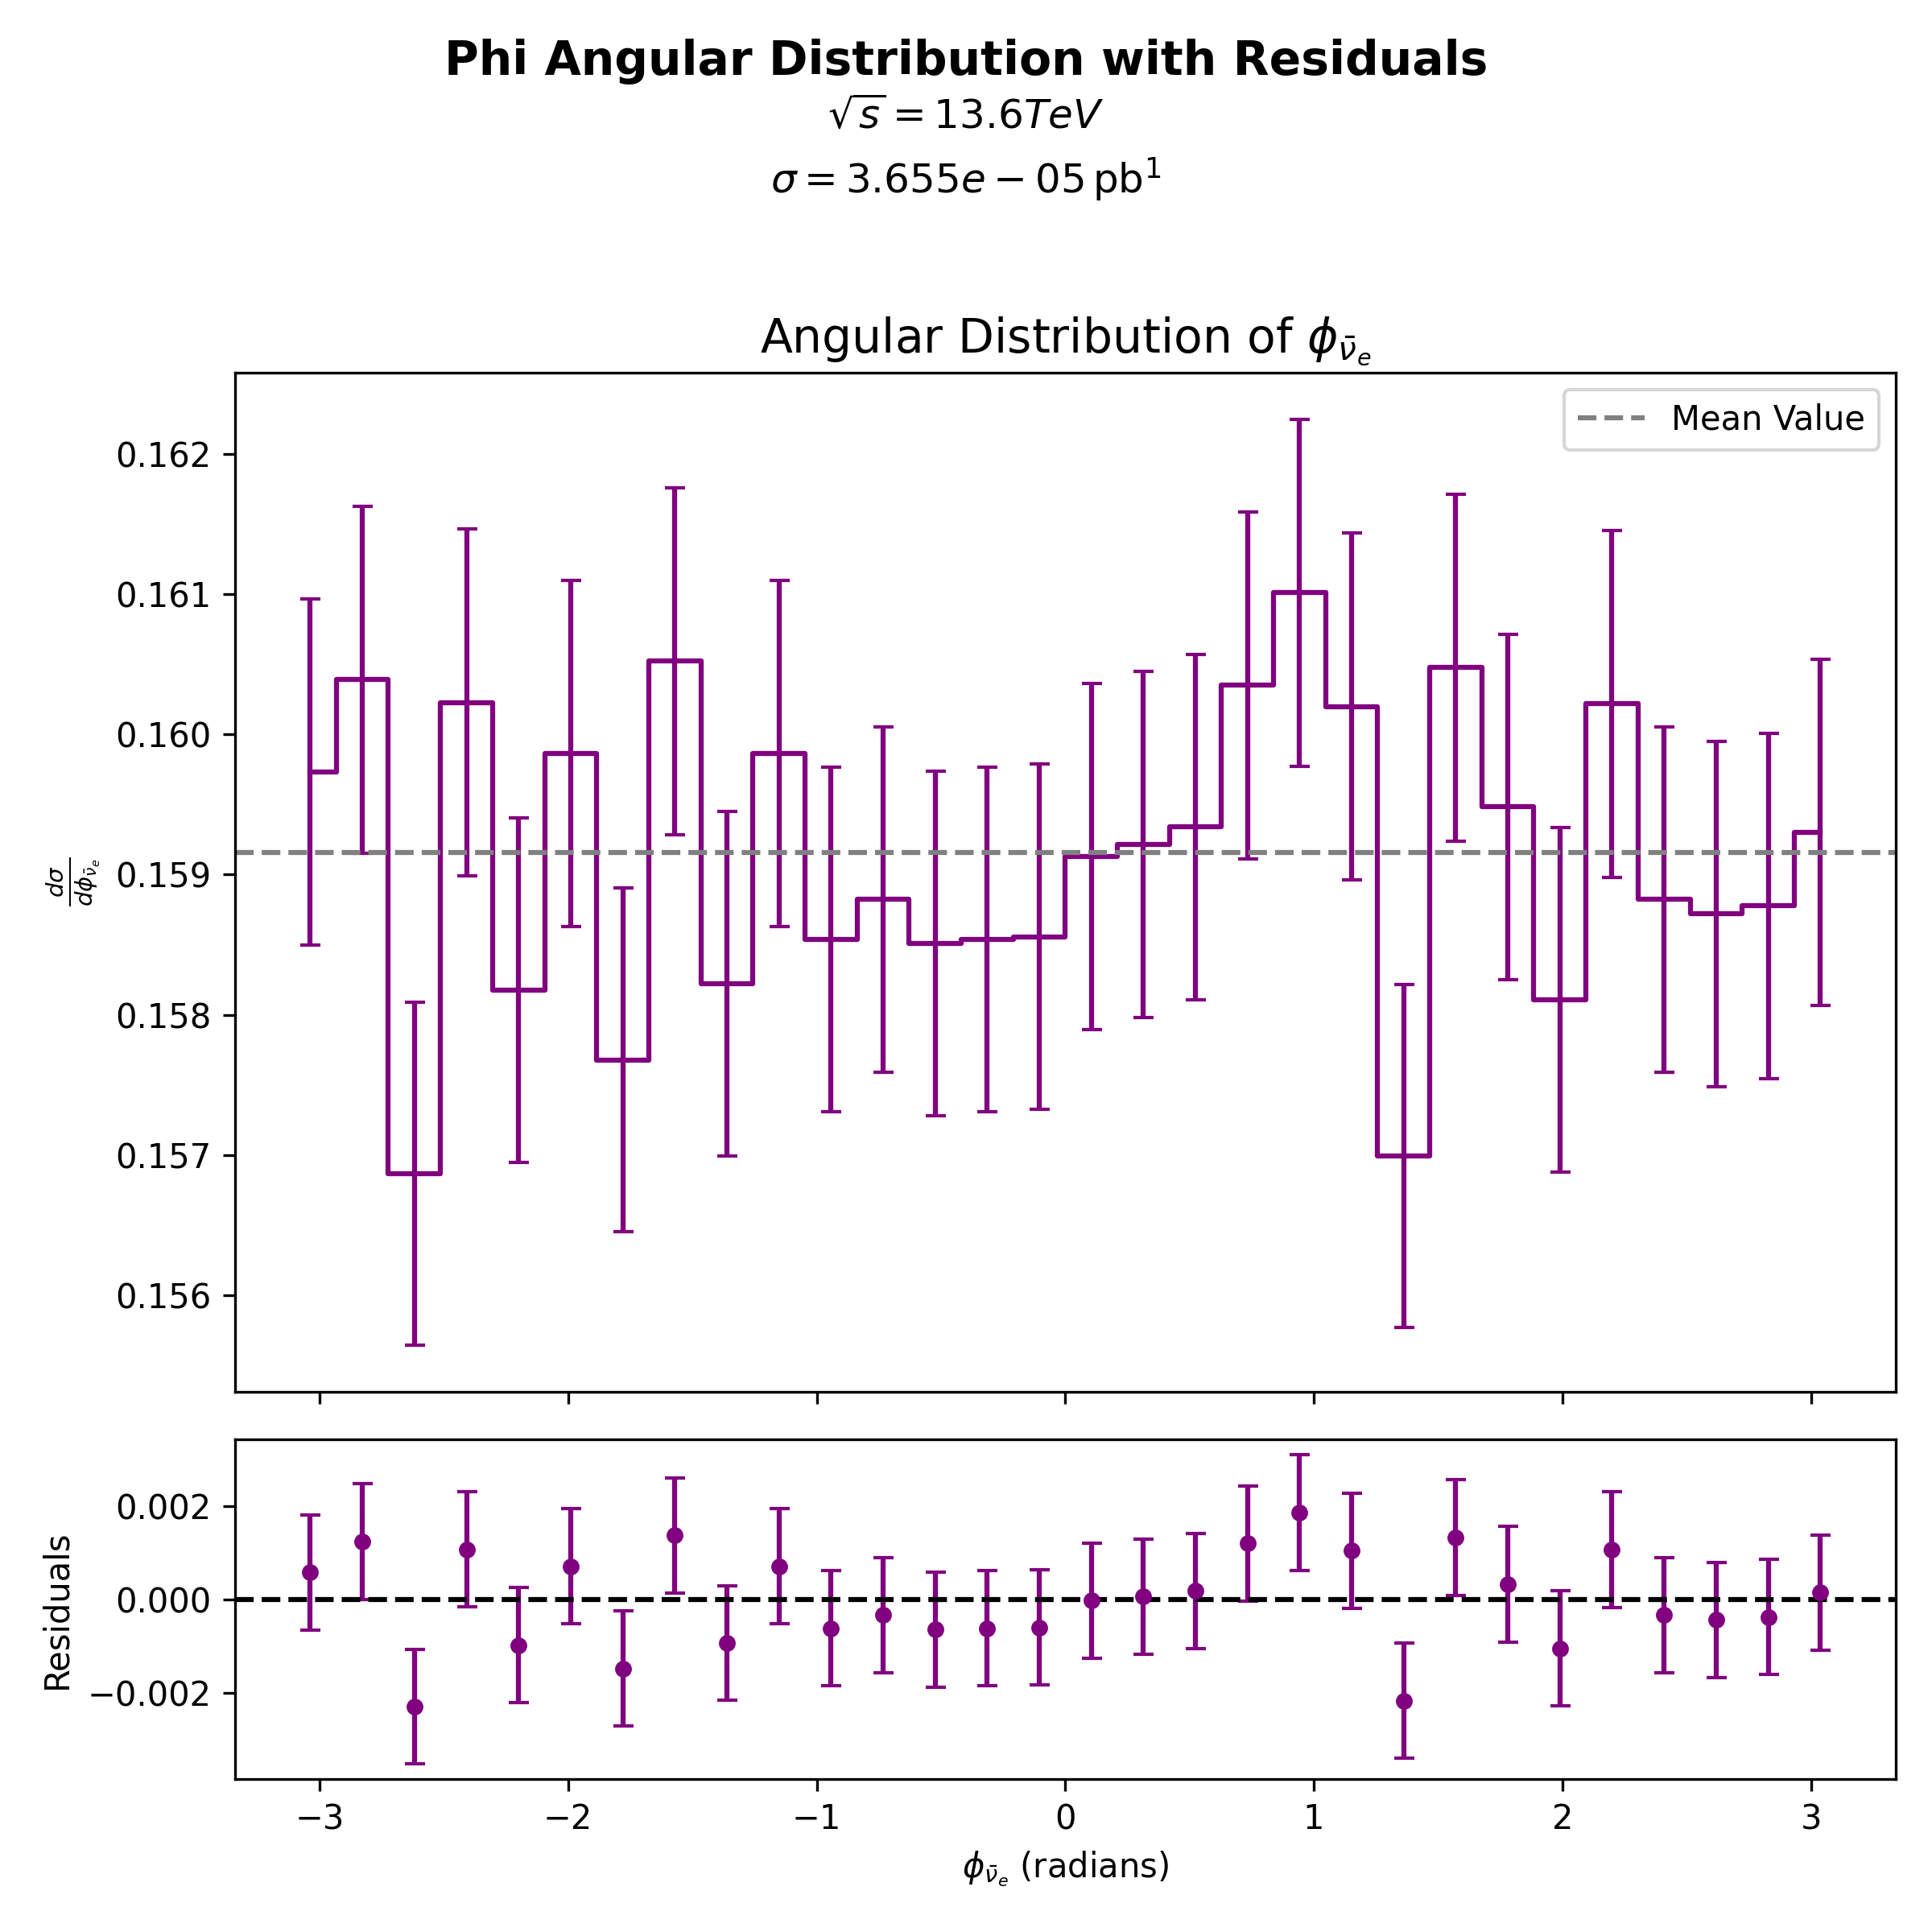 Phi Angular Distribution with Residuals
√s = 13.6TeV
σ = 3.655e − 05 pb¹
Angular Distribution of ϕ_ν̄ₑ
Mean Value
0.162
0.161
0.160
0.159
0.158
0.157
0.156
dσ/dϕ_ν̄ₑ
0.002
0.000
−0.002
Residuals
−3 −2 −1 0 1 2 3
ϕ_ν̄ₑ (radians)